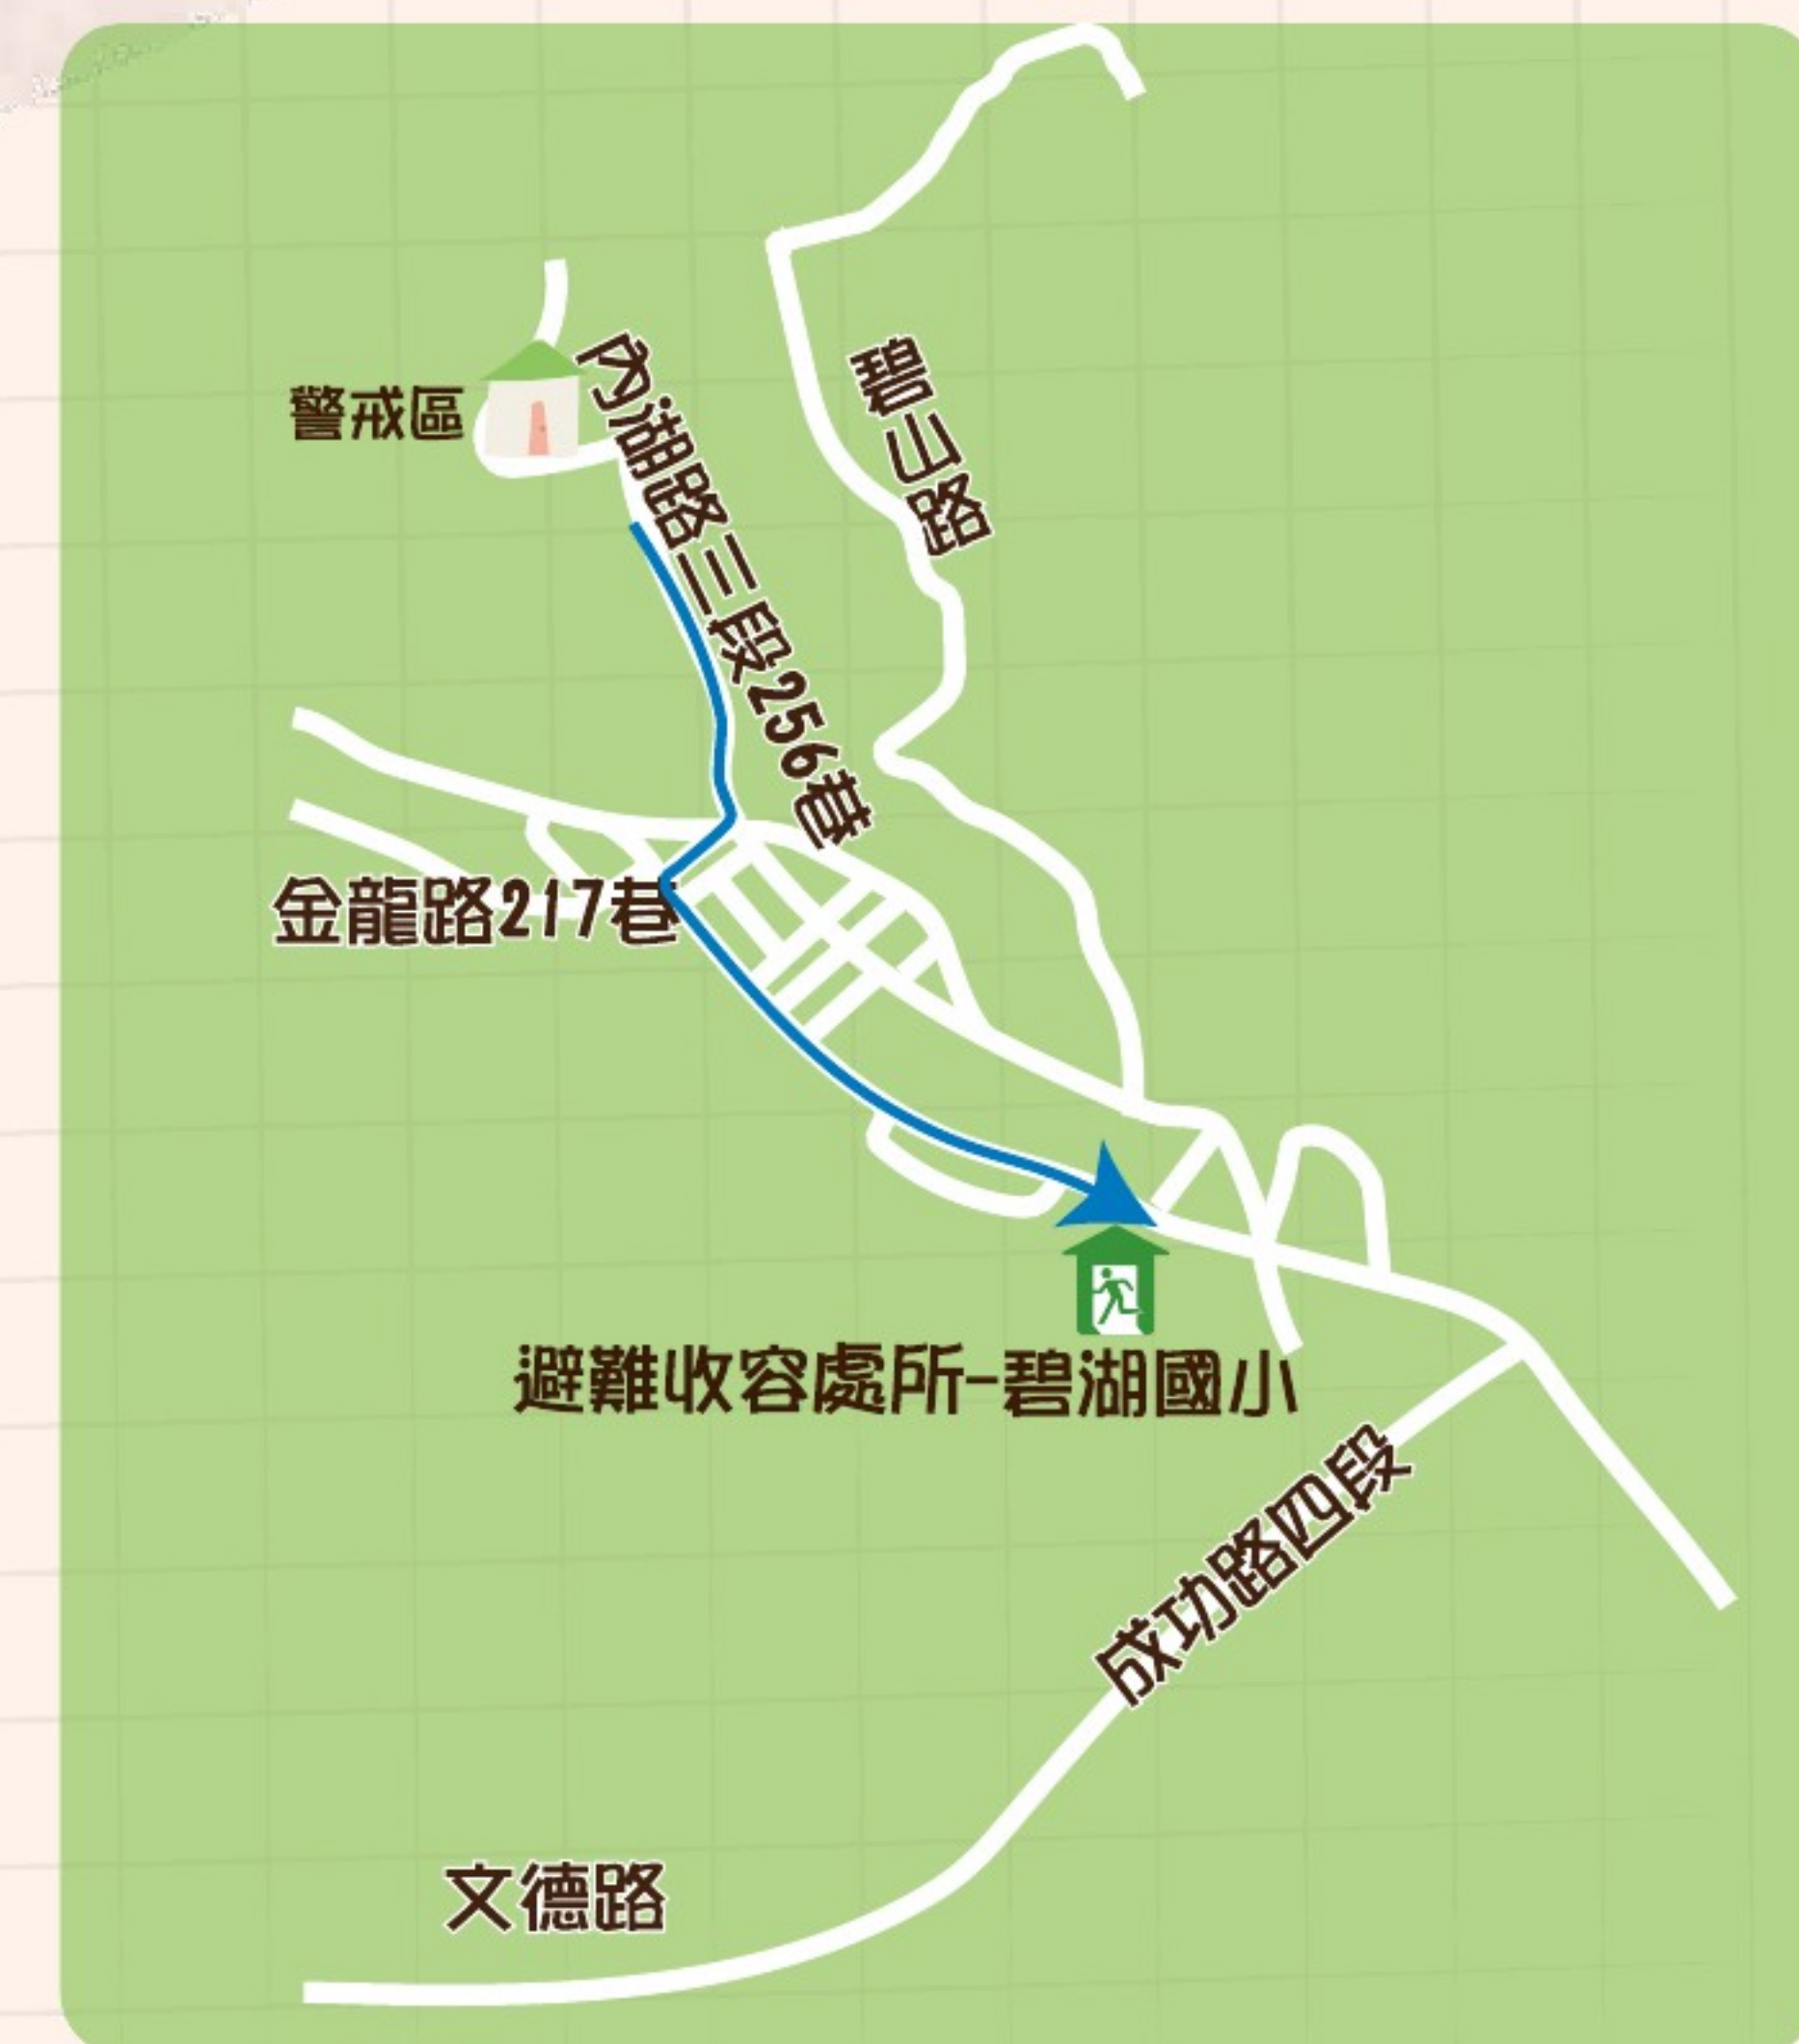 碧山路
內湖路三段256巷
警戒區
金龍路217巷
避難收容處所-碧湖國小
成功路四段
文德路